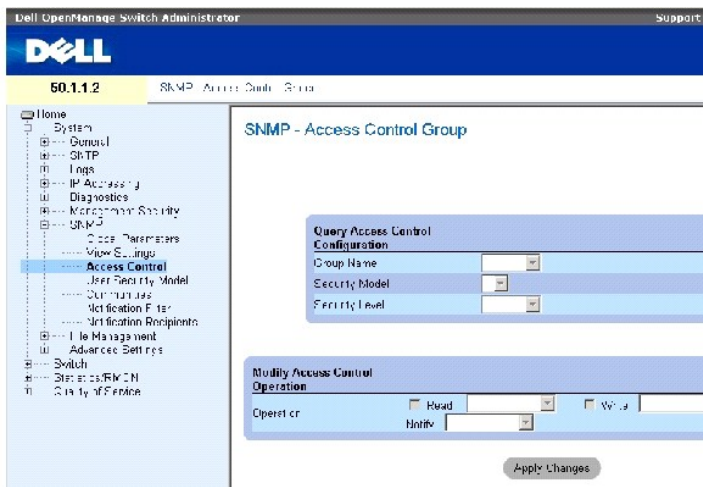 Dell OpenManage Switch Administrator Support
DELL
50.1.1.2 SNMP - Access Control Group
Home
System
General
SNTP
Logs
IP Addressing
Diagnostics
Management Security
SNMP
Global Parameters
View Settings
Access Control
User Security Model
Communities
Notification Filter
Notification Recipients
File Management
Advanced Settings
Switch
Statistics/RMON
Quality of Service
SNMP - Access Control Group
Query Access Control
Configuration
Group Name
Security Model
Security Level
Modify Access Control
Operation
Operation
Read
Write
Notify
Apply Changes